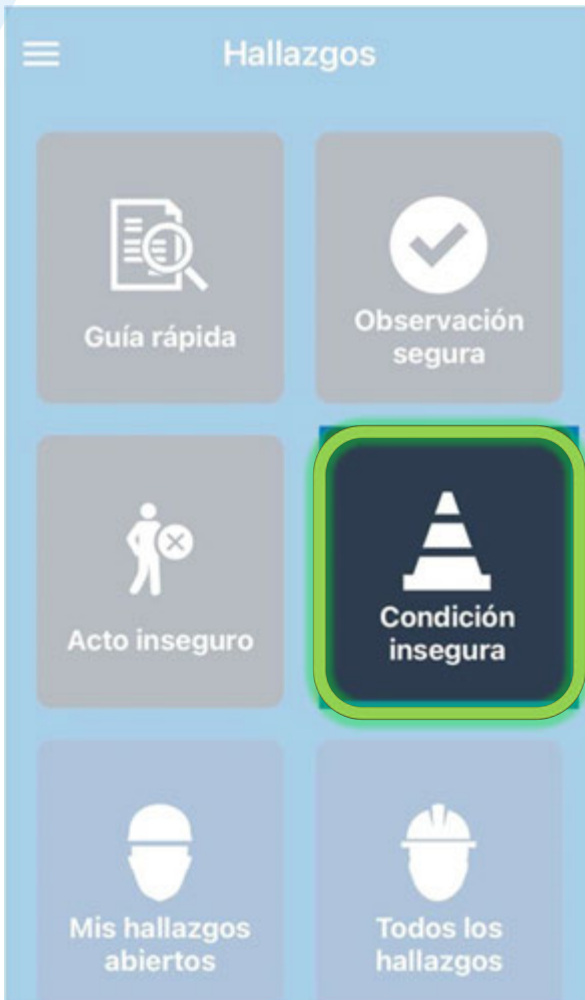 Hallazgos
Guía rápida
Observación
segura
Acto inseguro
Condición
insegura
Mis hallazgos
abiertos
Todos los
hallazgos